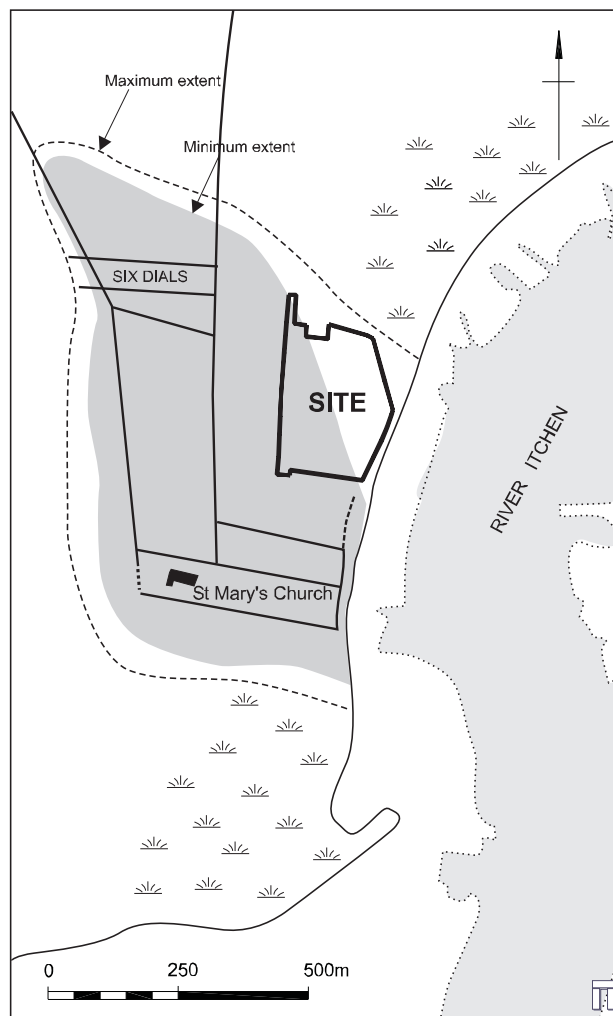 Maximum extent
Minimum extent
SIX DIALS
SITE
RIVER ITCHEN
St Mary's Church
0 250 500m